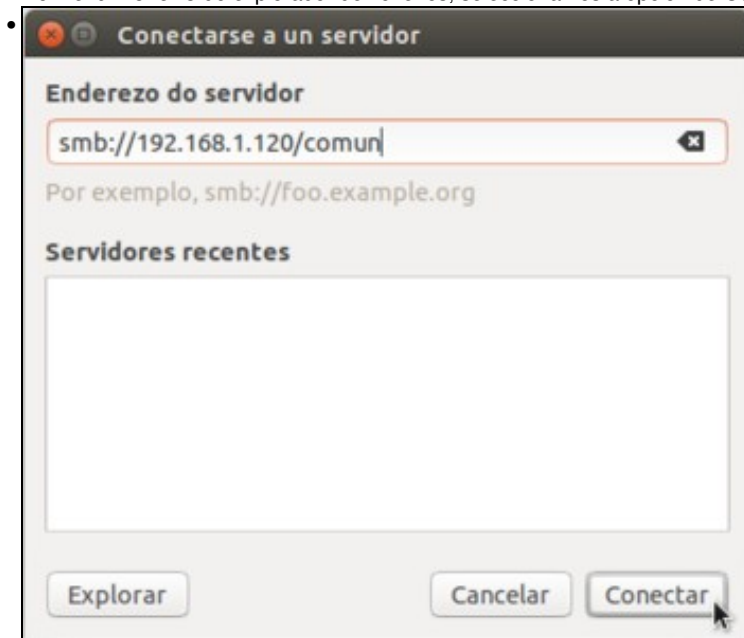 Conectarse a un servidor
Enderezo do servidor
smb://192.168.1.120/comun
Por exemplo, smb://foo.example.org
Servidores recentes
Explorar Cancelar Conectar